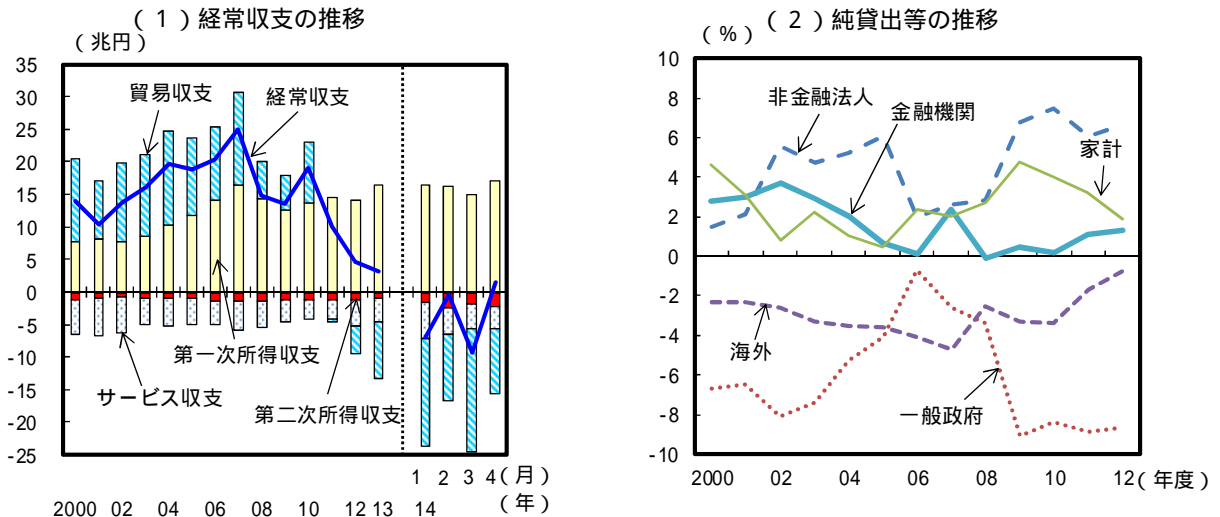 （１）経常収支の推移
（兆円）
35
30
25
20
15
10
5
0
-5
-10
-15
-20
-25
貿易収支
経常収支
第一次所得収支
サービス収支
第二次所得収支
1 2 3 4（月）
2000 02 04 06 08 10 12 13 14（年）
（２）純貸出等の推移
（％）
10
8
6
4
2
0
-2
-4
-6
-8
-10
非金融法人
金融機関
家計
海外
一般政府
2000 02 04 06 08 10 12（年度）